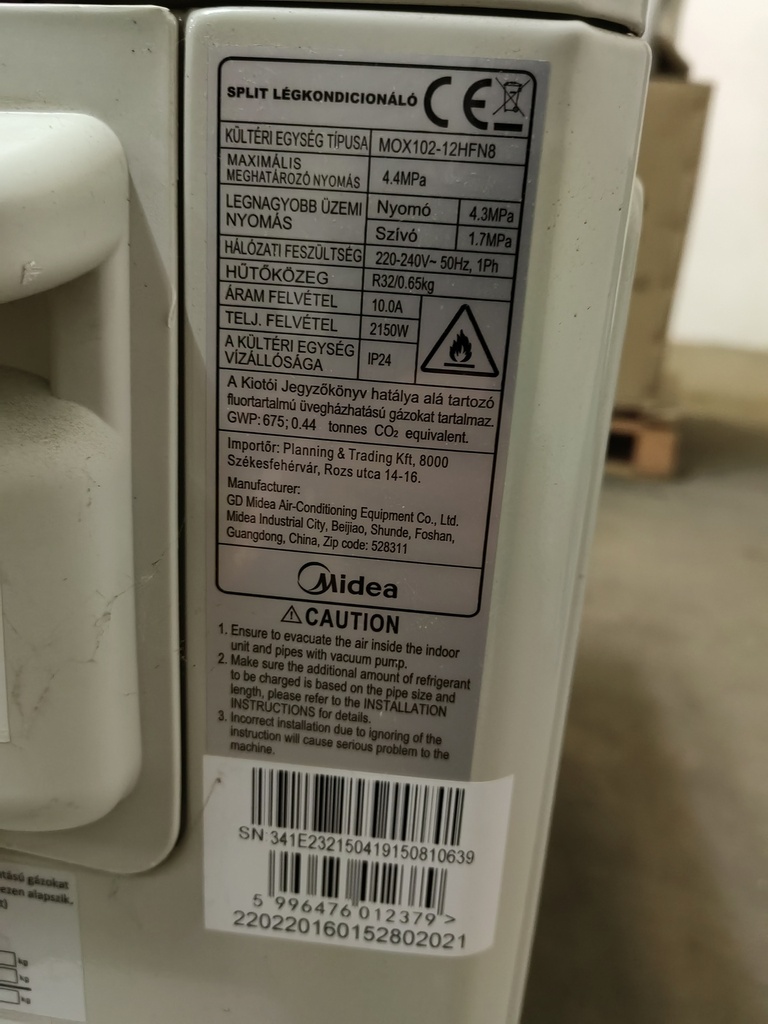 SPLIT LÉGKONDICIONÁLÓ CE
KÜLTÉRI EGYSÉG TÍPUSA MOX102-12HFN8
MAXIMÁLIS
MEGHATÁROZÓ NYOMÁS 4.4MPa
LEGNAGYOBB ÜZEMI
NYOMÁS
Nyomó 4.3MPa
Szívó 1.7MPa
HÁLÓZATI FESZÜLTSÉG 220-240V~ 50Hz, 1Ph
HŰTŐKÖZEG R32/0.65kg
ÁRAM FELVÉTEL 10.0A
TELJ. FELVÉTEL 2150W
A KÜLTÉRI EGYSÉG
VÍZÁLLÓSÁGA IP24
A Kiotói Jegyzőkönyv hatálya alá tartozó
fluortartalmú üvegházhatású gázokat tartalmaz.
GWP: 675; 0.44 tonnes CO₂ equivalent.
Importőr: Planning & Trading Kft, 8000
Székesfehérvár, Rozs utca 14-16.
Manufacturer:
GD Midea Air-Conditioning Equipment Co., Ltd.
Midea Industrial City, Beijiao, Shunde, Foshan,
Guangdong, China, Zip code: 528311
Midea
CAUTION
1. Ensure to evacuate the air inside the indoor
unit and pipes with vacuum pump.
2. Make sure the additional amount of refrigerant
to be charged is based on the pipe size and
length, please refer to the INSTALLATION
INSTRUCTIONS for details.
3. Incorrect installation due to ignoring of the
instruction will cause serious problem to the
machine.
SN 341E232150419150810639
5 996476 012379 >
220220160152802021
gázokat
ezen alapszik.
kg
kg
kg